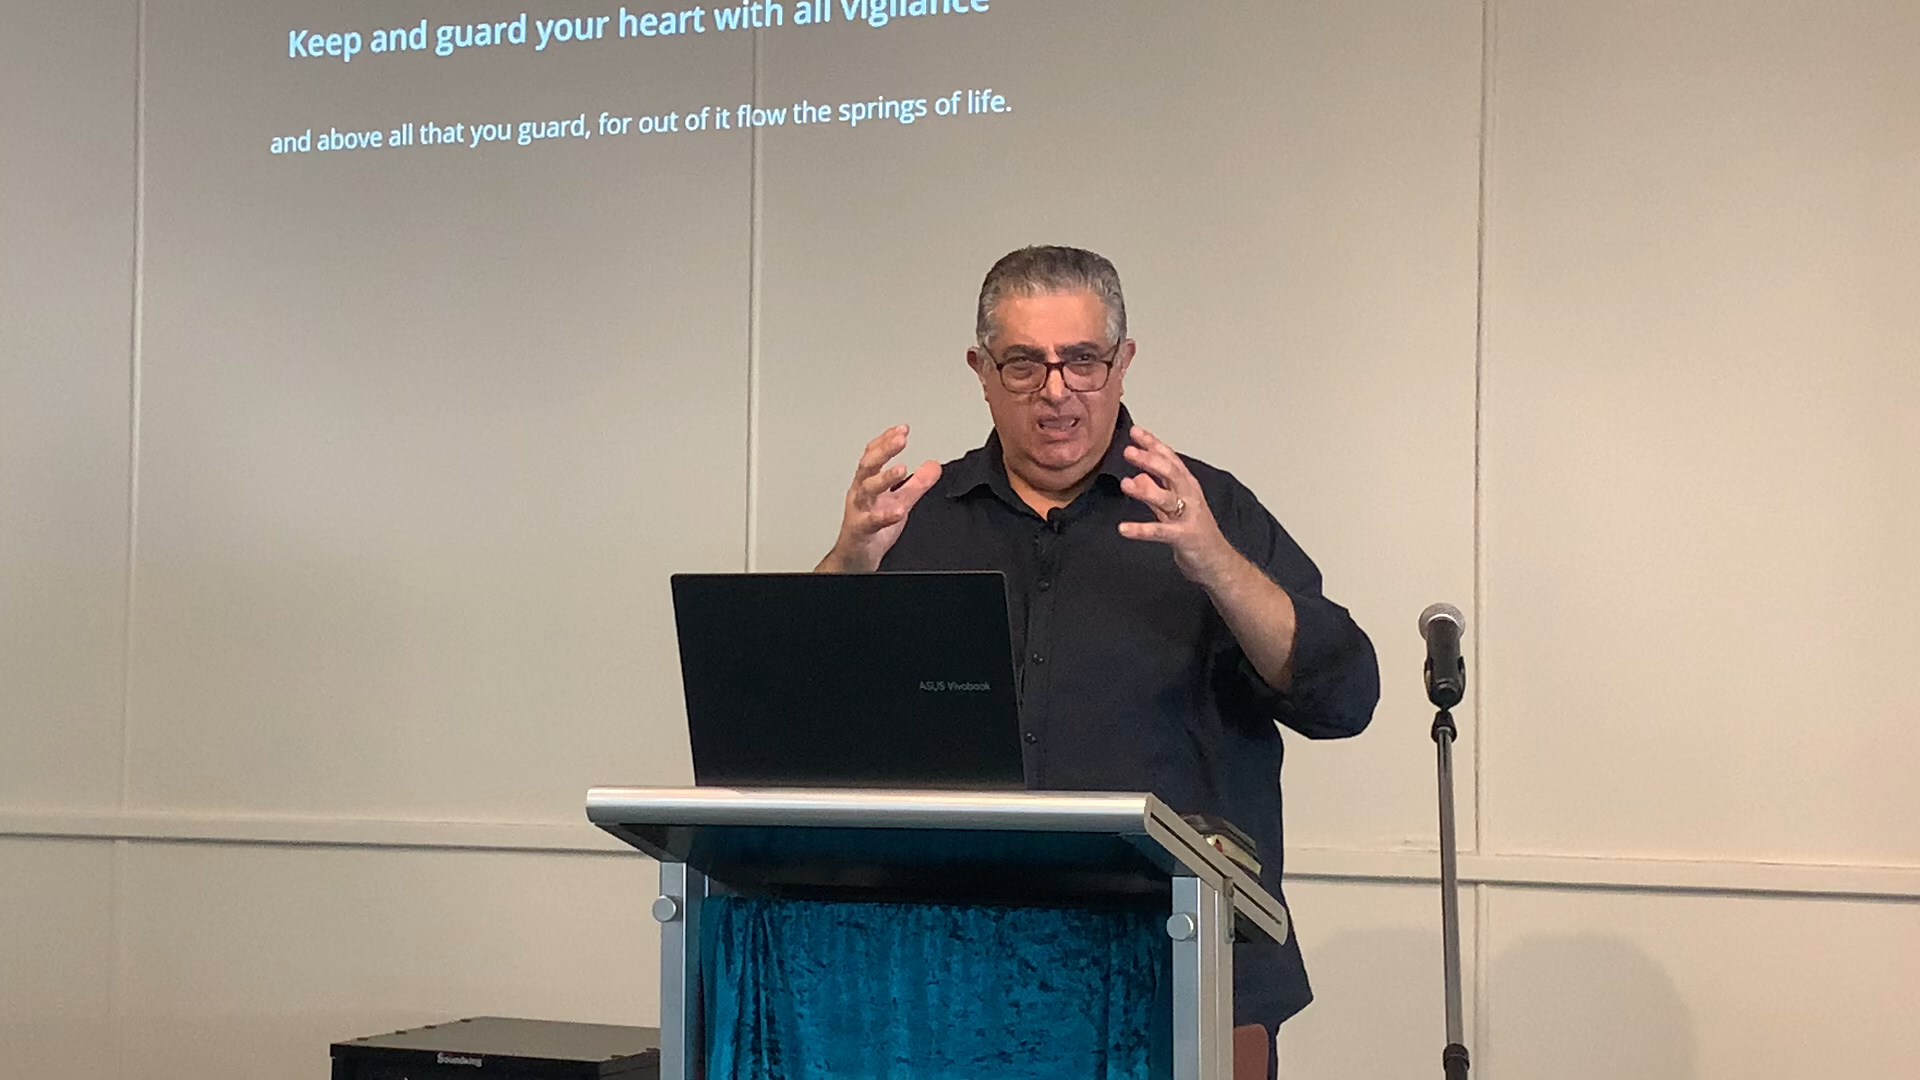 Keep and guard your heart with all vigilance
and above all that you guard, for out of it flow the springs of life.
ASUS Vivobook
Soundking